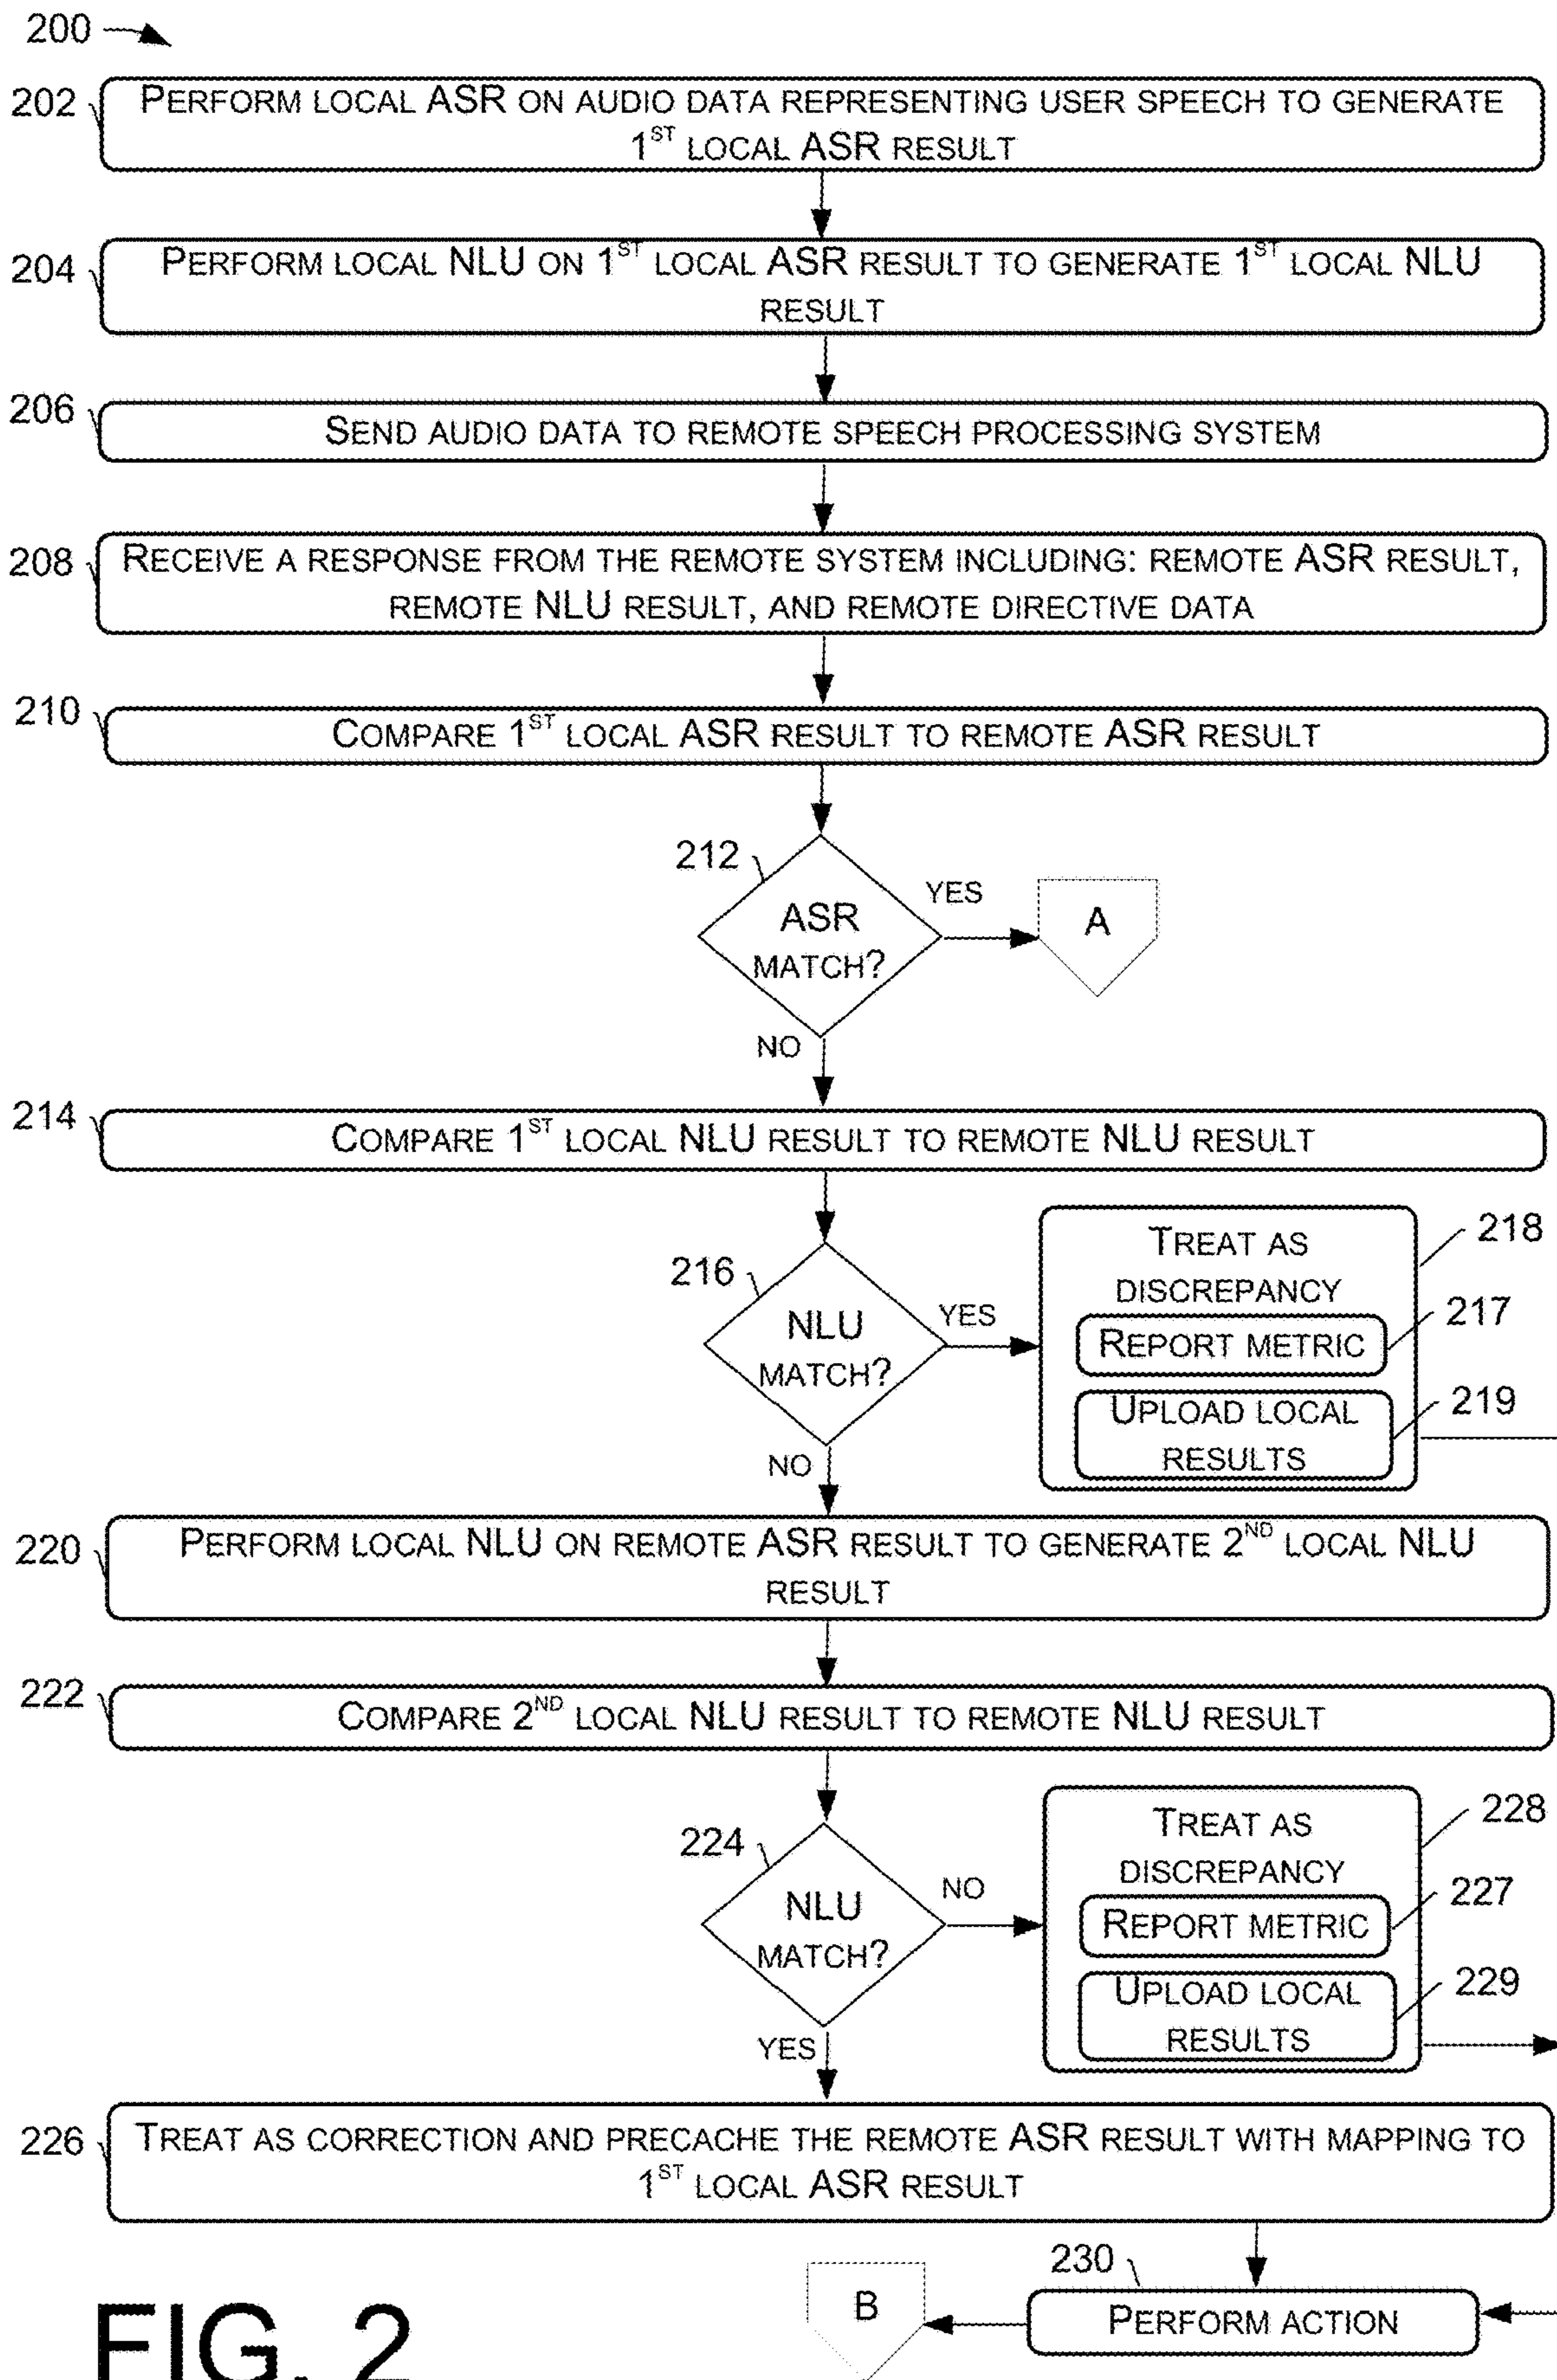 200
202
PERFORM LOCAL ASR ON AUDIO DATA REPRESENTING USER SPEECH TO GENERATE
1ST LOCAL ASR RESULT
204
PERFORM LOCAL NLU ON 1ST LOCAL ASR RESULT TO GENERATE 1ST LOCAL NLU
RESULT
206
SEND AUDIO DATA TO REMOTE SPEECH PROCESSING SYSTEM
208
RECEIVE A RESPONSE FROM THE REMOTE SYSTEM INCLUDING: REMOTE ASR RESULT,
REMOTE NLU RESULT, AND REMOTE DIRECTIVE DATA
210
COMPARE 1ST LOCAL ASR RESULT TO REMOTE ASR RESULT
212
ASR
MATCH?
YES
A
NO
214
COMPARE 1ST LOCAL NLU RESULT TO REMOTE NLU RESULT
216
NLU
MATCH?
YES
TREAT AS
DISCREPANCY
218
REPORT METRIC
217
UPLOAD LOCAL
RESULTS
219
NO
220
PERFORM LOCAL NLU ON REMOTE ASR RESULT TO GENERATE 2ND LOCAL NLU
RESULT
222
COMPARE 2ND LOCAL NLU RESULT TO REMOTE NLU RESULT
224
NLU
MATCH?
NO
TREAT AS
DISCREPANCY
228
REPORT METRIC
227
UPLOAD LOCAL
RESULTS
229
YES
226
TREAT AS CORRECTION AND PRECACHE THE REMOTE ASR RESULT WITH MAPPING TO
1ST LOCAL ASR RESULT
230
PERFORM ACTION
B
FIG. 2